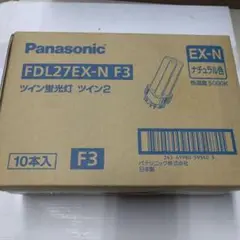 Panasonic
EX-N
FDL27EX-N F3
ナチュラル色
ツイン蛍光灯 ツイン2
10本入
F3
パナソニック株式会社
日本製